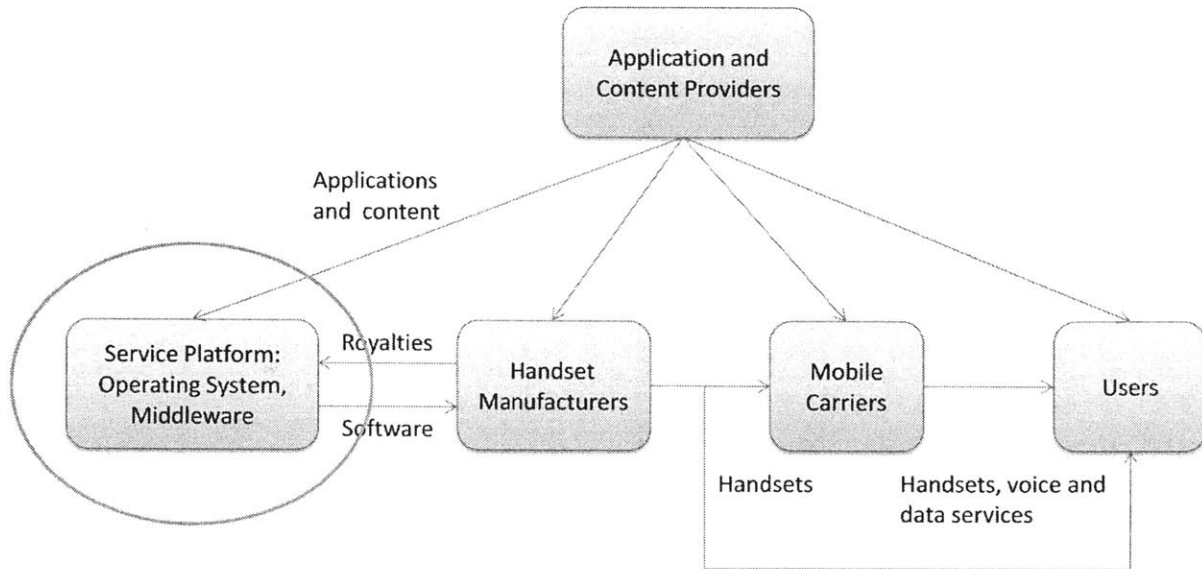 Application and
Content Providers
Applications
and content
Service Platform:
Operating System,
Middleware
Royalties
Software
Handset
Manufacturers
Mobile
Carriers
Users
Handsets
Handsets, voice and
data services